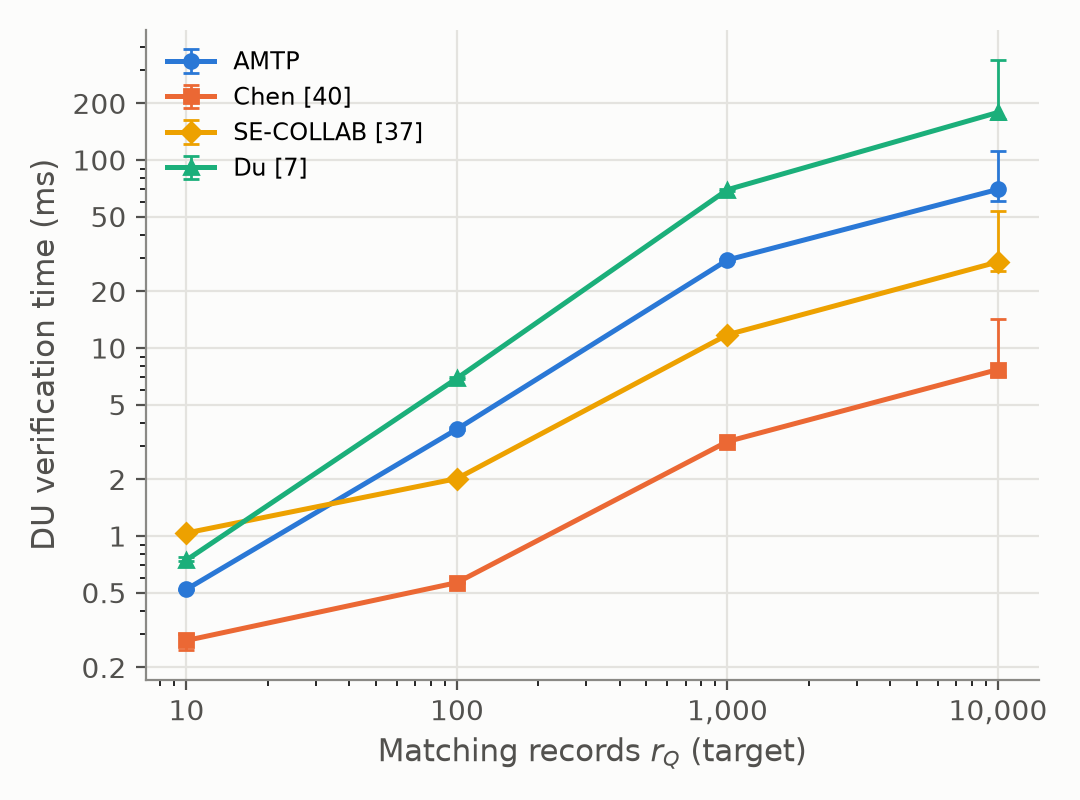 AMTP
Chen [40]
SE-COLLAB [37]
Du [7]
DU verification time (ms)
200
100
50
20
10
5
2
1
0.5
0.2
10
100
1,000
10,000
Matching records r_Q (target)